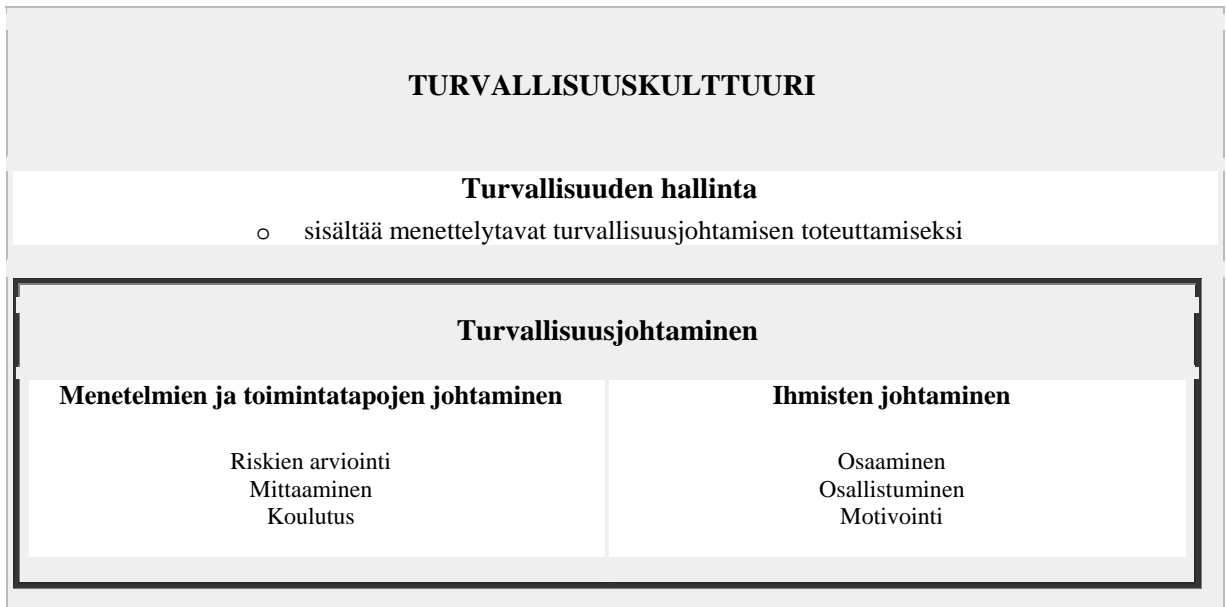 TURVALLISUUSKULTTUURI
Turvallisuuden hallinta
o sisältää menettelytavat turvallisuusjohtamisen toteuttamiseksi
Turvallisuusjohtaminen
Menetelmien ja toimintatapojen johtaminen
Riskien arviointi
Mittaaminen
Koulutus
Ihmisten johtaminen
Osaaminen
Osallistuminen
Motivointi